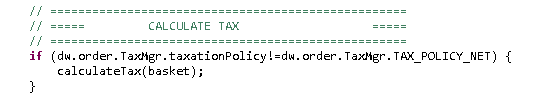 // ===================================================
// =====         CALCULATE TAX                   =====
// ===================================================
if (dw.order.TaxMgr.taxationPolicy!=dw.order.TaxMgr.TAX_POLICY_NET) {
    calculateTax(basket);
}